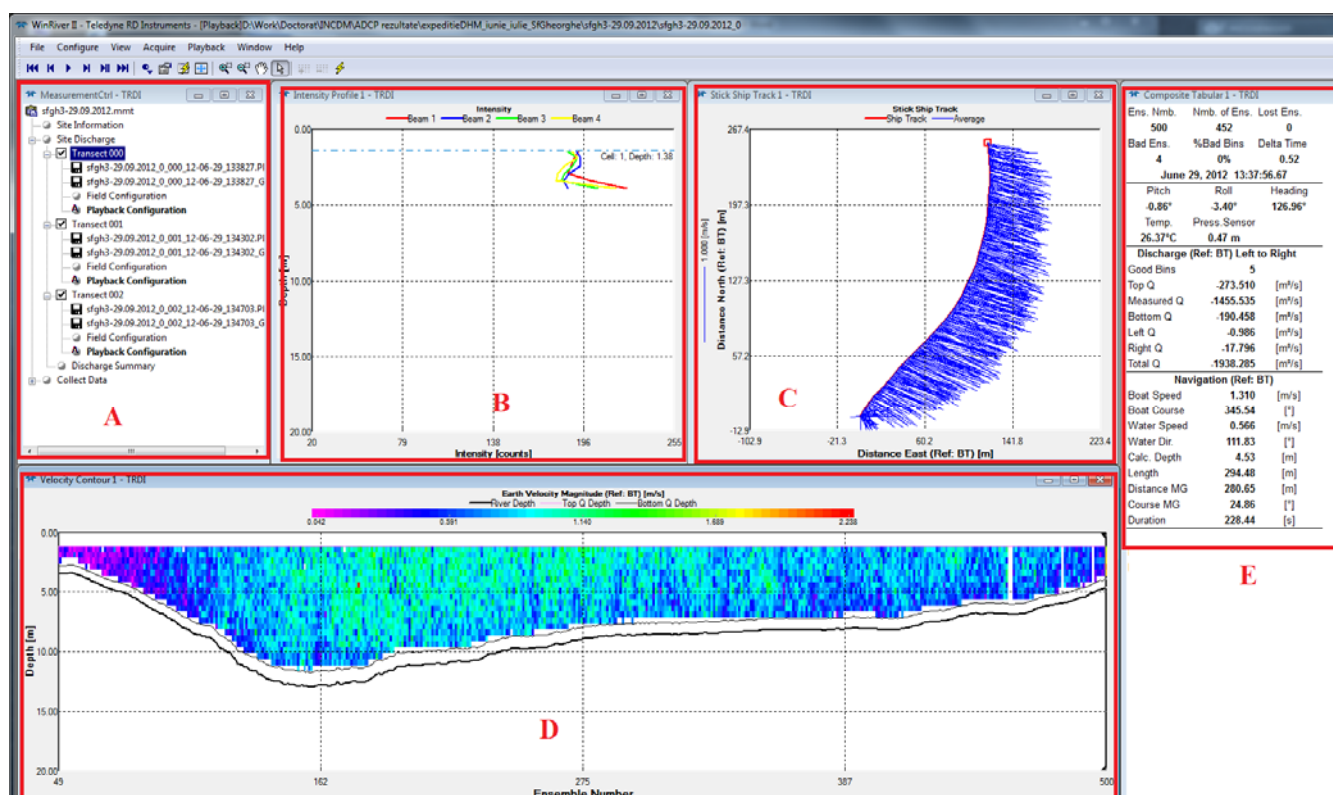 WinRiver II - Teledyne RD Instruments - [Playback]D:\Work\Doctorat\INCDM\ADCP rezultate\expeditieDHM_iunie_iulie_SfGheorghe\sfgh3-29.09.2012\sfgh3-29.09.2012_0
File Configure View Acquire Playback Window Help
MeasurementCtrl - TRDI
sfgh3-29.09.2012.mmt
Site Information
Site Discharge
Transect 000
sfgh3-29.09.2012_0_000_12-06-29_133827.PI
sfgh3-29.09.2012_0_000_12-06-29_133827_G
Field Configuration
Playback Configuration
Transect 001
sfgh3-29.09.2012_0_001_12-06-29_134302.PI
sfgh3-29.09.2012_0_001_12-06-29_134302_G
Field Configuration
Playback Configuration
Transect 002
sfgh3-29.09.2012_0_002_12-06-29_134703.PI
sfgh3-29.09.2012_0_002_12-06-29_134703_G
Field Configuration
Playback Configuration
Discharge Summary
Collect Data
A
Intensity Profile 1 - TRDI
Intensity
Beam 1 Beam 2 Beam 3 Beam 4
0.00
Cell: 1, Depth: 1.38
5.00
10.00
15.00
20.00
Depth [m]
20 79 138 196 255
Intensity [counts]
B
Stick Ship Track 1 - TRDI
Stick Ship Track
Ship Track Average
267.4
197.3
127.3
57.2
-12.9
1.000 [m/s]
Distance North (Ref: BT) [m]
-102.9 -21.3 60.2 141.8 223.4
Distance East (Ref: BT) [m]
C
Composite Tabular 1 - TRDI
Ens. Nmb. Nmb. of Ens. Lost Ens.
500 452 0
Bad Ens. %Bad Bins Delta Time
4 0% 0.52
June 29, 2012 13:37:56.67
Pitch Roll Heading
-0.86° -3.40° 126.96°
Temp. Press.Sensor
26.37°C 0.47 m
Discharge (Ref: BT) Left to Right
Good Bins 5
Top Q -273.510 [m³/s]
Measured Q -1455.535 [m³/s]
Bottom Q -190.458 [m³/s]
Left Q -0.986 [m³/s]
Right Q -17.796 [m³/s]
Total Q -1938.285 [m³/s]
Navigation (Ref: BT)
Boat Speed 1.310 [m/s]
Boat Course 345.54 [°]
Water Speed 0.566 [m/s]
Water Dir. 111.83 [°]
Calc. Depth 4.53 [m]
Length 294.48 [m]
Distance MG 280.65 [m]
Course MG 24.86 [°]
Duration 228.44 [s]
E
Velocity Contour 1 - TRDI
Earth Velocity Magnitude (Ref: BT) [m/s]
River Depth Top Q Depth Bottom Q Depth
0.042 0.591 1.140 1.689 2.238
0.00
5.00
10.00
15.00
20.00
Depth [m]
49 162 275 387 500
Ensemble Number
D